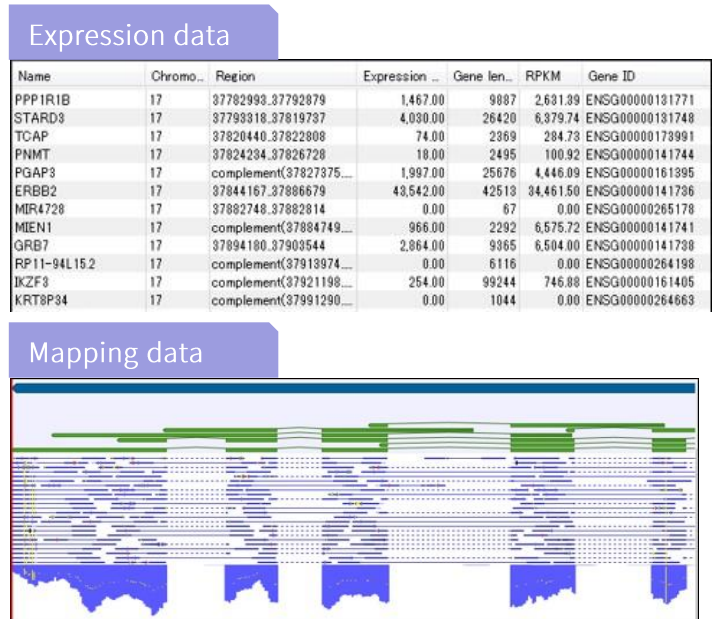 Expression data
Name Chromo... Region Expression ... Gene len... RPKM Gene ID
PPP1R1B 17 37782993..37792879 1,467.00 9887 2,631.39 ENSG00000131771
STARD3 17 37793318..37819737 4,030.00 26420 6,379.74 ENSG00000131748
TCAP 17 37820440..37822808 74.00 2369 284.73 ENSG00000173991
PNMT 17 37824234..37826728 18.00 2495 100.92 ENSG00000141744
PGAP3 17 complement(37827375... 1,997.00 25676 4,446.09 ENSG00000161395
ERBB2 17 37844167..37886679 43,542.00 42513 34,461.50 ENSG00000141736
MIR4728 17 37882748..37882814 0.00 67 0.00 ENSG00000265178
MIEN1 17 complement(37884749... 966.00 2292 6,575.72 ENSG00000141741
GRB7 17 37894180..37903544 2,864.00 9365 6,504.00 ENSG00000141738
RP11-94L15.2 17 complement(37913974... 0.00 6116 0.00 ENSG00000264198
IKZF3 17 complement(37921198... 254.00 99244 746.88 ENSG00000161405
KRT8P34 17 complement(37991290... 0.00 1044 0.00 ENSG00000264663
Mapping data